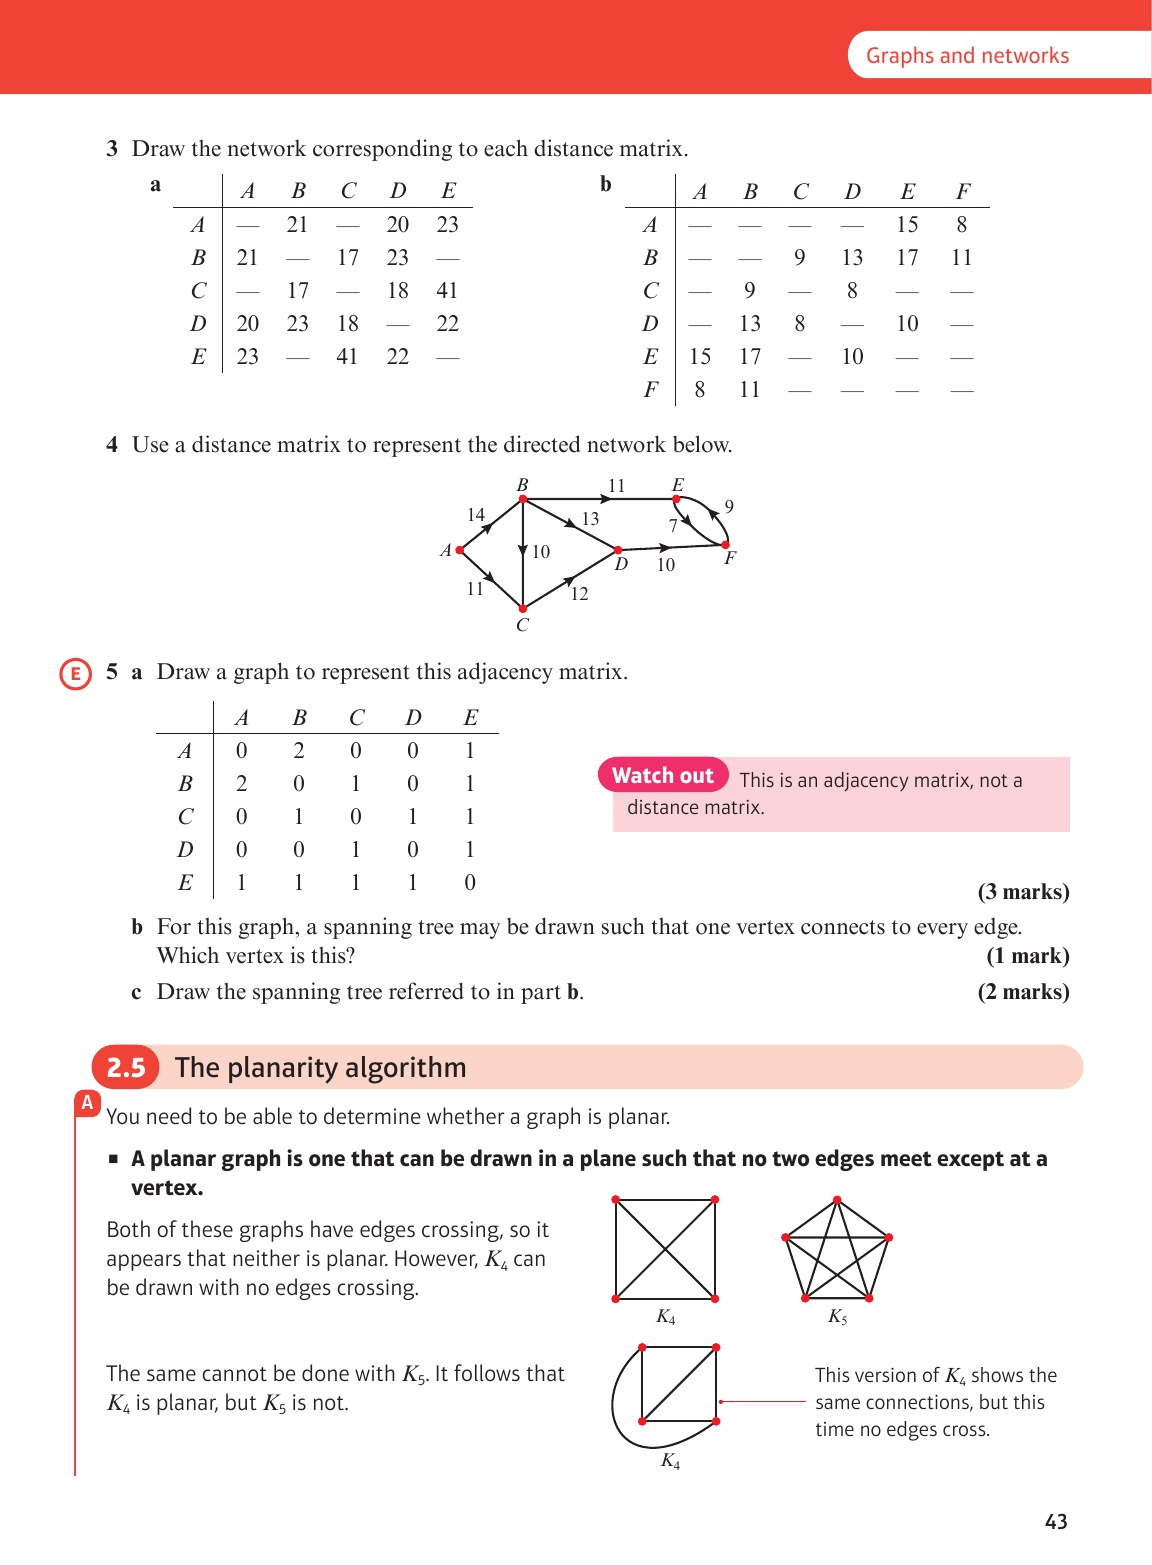 Graphs and networks
3 Draw the network corresponding to each distance matrix.
a
A B C D E
A — 21 — 20 23
B 21 — 17 23 —
C — 17 — 18 41
D 20 23 18 — 22
E 23 — 41 22 —
b
A B C D E F
A — — — — 15 8
B — — 9 13 17 11
C — 9 — 8 — —
D — 13 8 — 10 —
E 15 17 — 10 — —
F 8 11 — — — —
4 Use a distance matrix to represent the directed network below.
B 11 E
14 13 7 9
A 10 D 10 F
11 12
C
E 5 a Draw a graph to represent this adjacency matrix.
A B C D E
A 0 2 0 0 1
B 2 0 1 0 1
C 0 1 0 1 1
D 0 0 1 0 1
E 1 1 1 1 0
Watch out This is an adjacency matrix, not a
distance matrix.
(3 marks)
b For this graph, a spanning tree may be drawn such that one vertex connects to every edge.
Which vertex is this? (1 mark)
c Draw the spanning tree referred to in part b. (2 marks)
2.5 The planarity algorithm
A
You need to be able to determine whether a graph is planar.
■ A planar graph is one that can be drawn in a plane such that no two edges meet except at a
vertex.
Both of these graphs have edges crossing, so it
appears that neither is planar. However, K₄ can
be drawn with no edges crossing.
K₄ K₅
The same cannot be done with K₅. It follows that
K₄ is planar, but K₅ is not.
K₄
This version of K₄ shows the
same connections, but this
time no edges cross.
43